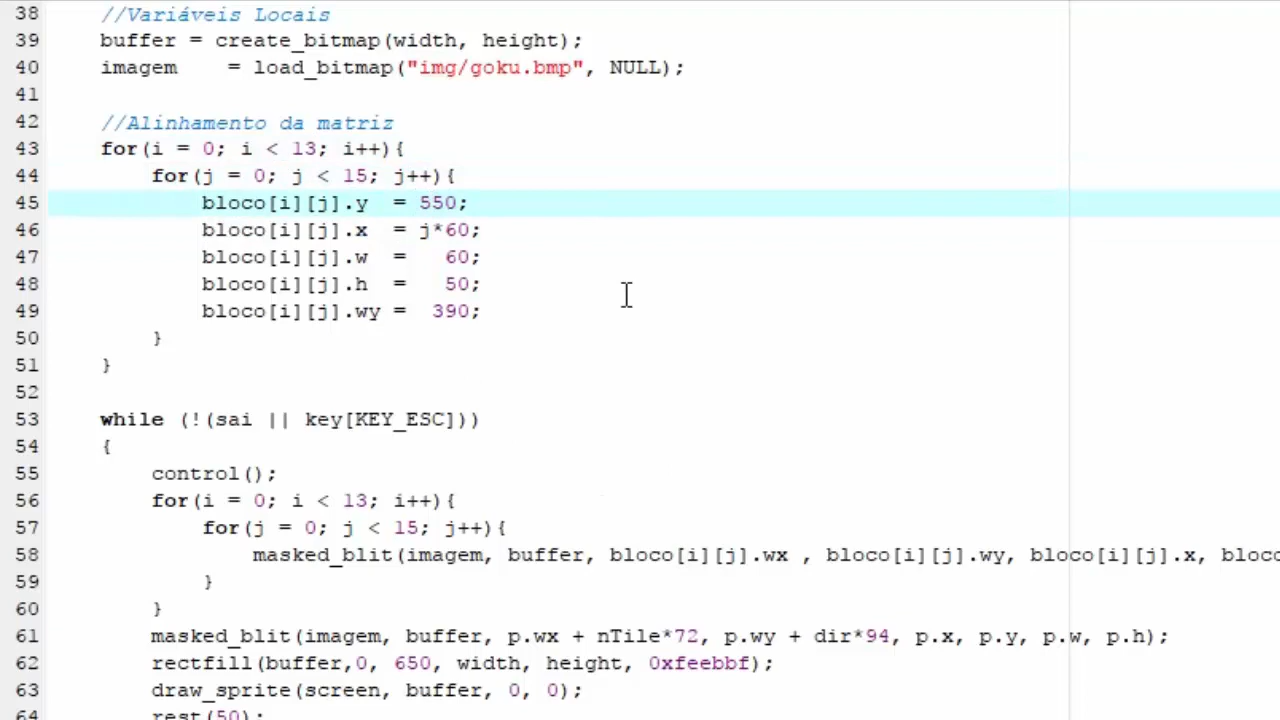 38 //Variáveis Locais
39 buffer = create_bitmap(width, height);
40 imagem    = load_bitmap("img/goku.bmp", NULL);
41
42 //Alinhamento da matriz
43 for(i = 0; i < 13; i++){
44     for(j = 0; j < 15; j++){
45         bloco[i][j].y  = 550;
46         bloco[i][j].x  = j*60;
47         bloco[i][j].w  =   60;
48         bloco[i][j].h  =   50;
49         bloco[i][j].wy =  390;
50     }
51 }
52
53 while (!(sai || key[KEY_ESC]))
54 {
55     control();
56     for(i = 0; i < 13; i++){
57         for(j = 0; j < 15; j++){
58             masked_blit(imagem, buffer, bloco[i][j].wx , bloco[i][j].wy, bloco[i][j].x, bloco
59         }
60     }
61     masked_blit(imagem, buffer, p.wx + nTile*72, p.wy + dir*94, p.x, p.y, p.w, p.h);
62     rectfill(buffer,0, 650, width, height, 0xfeebbf);
63     draw_sprite(screen, buffer, 0, 0);
64     rest(50);